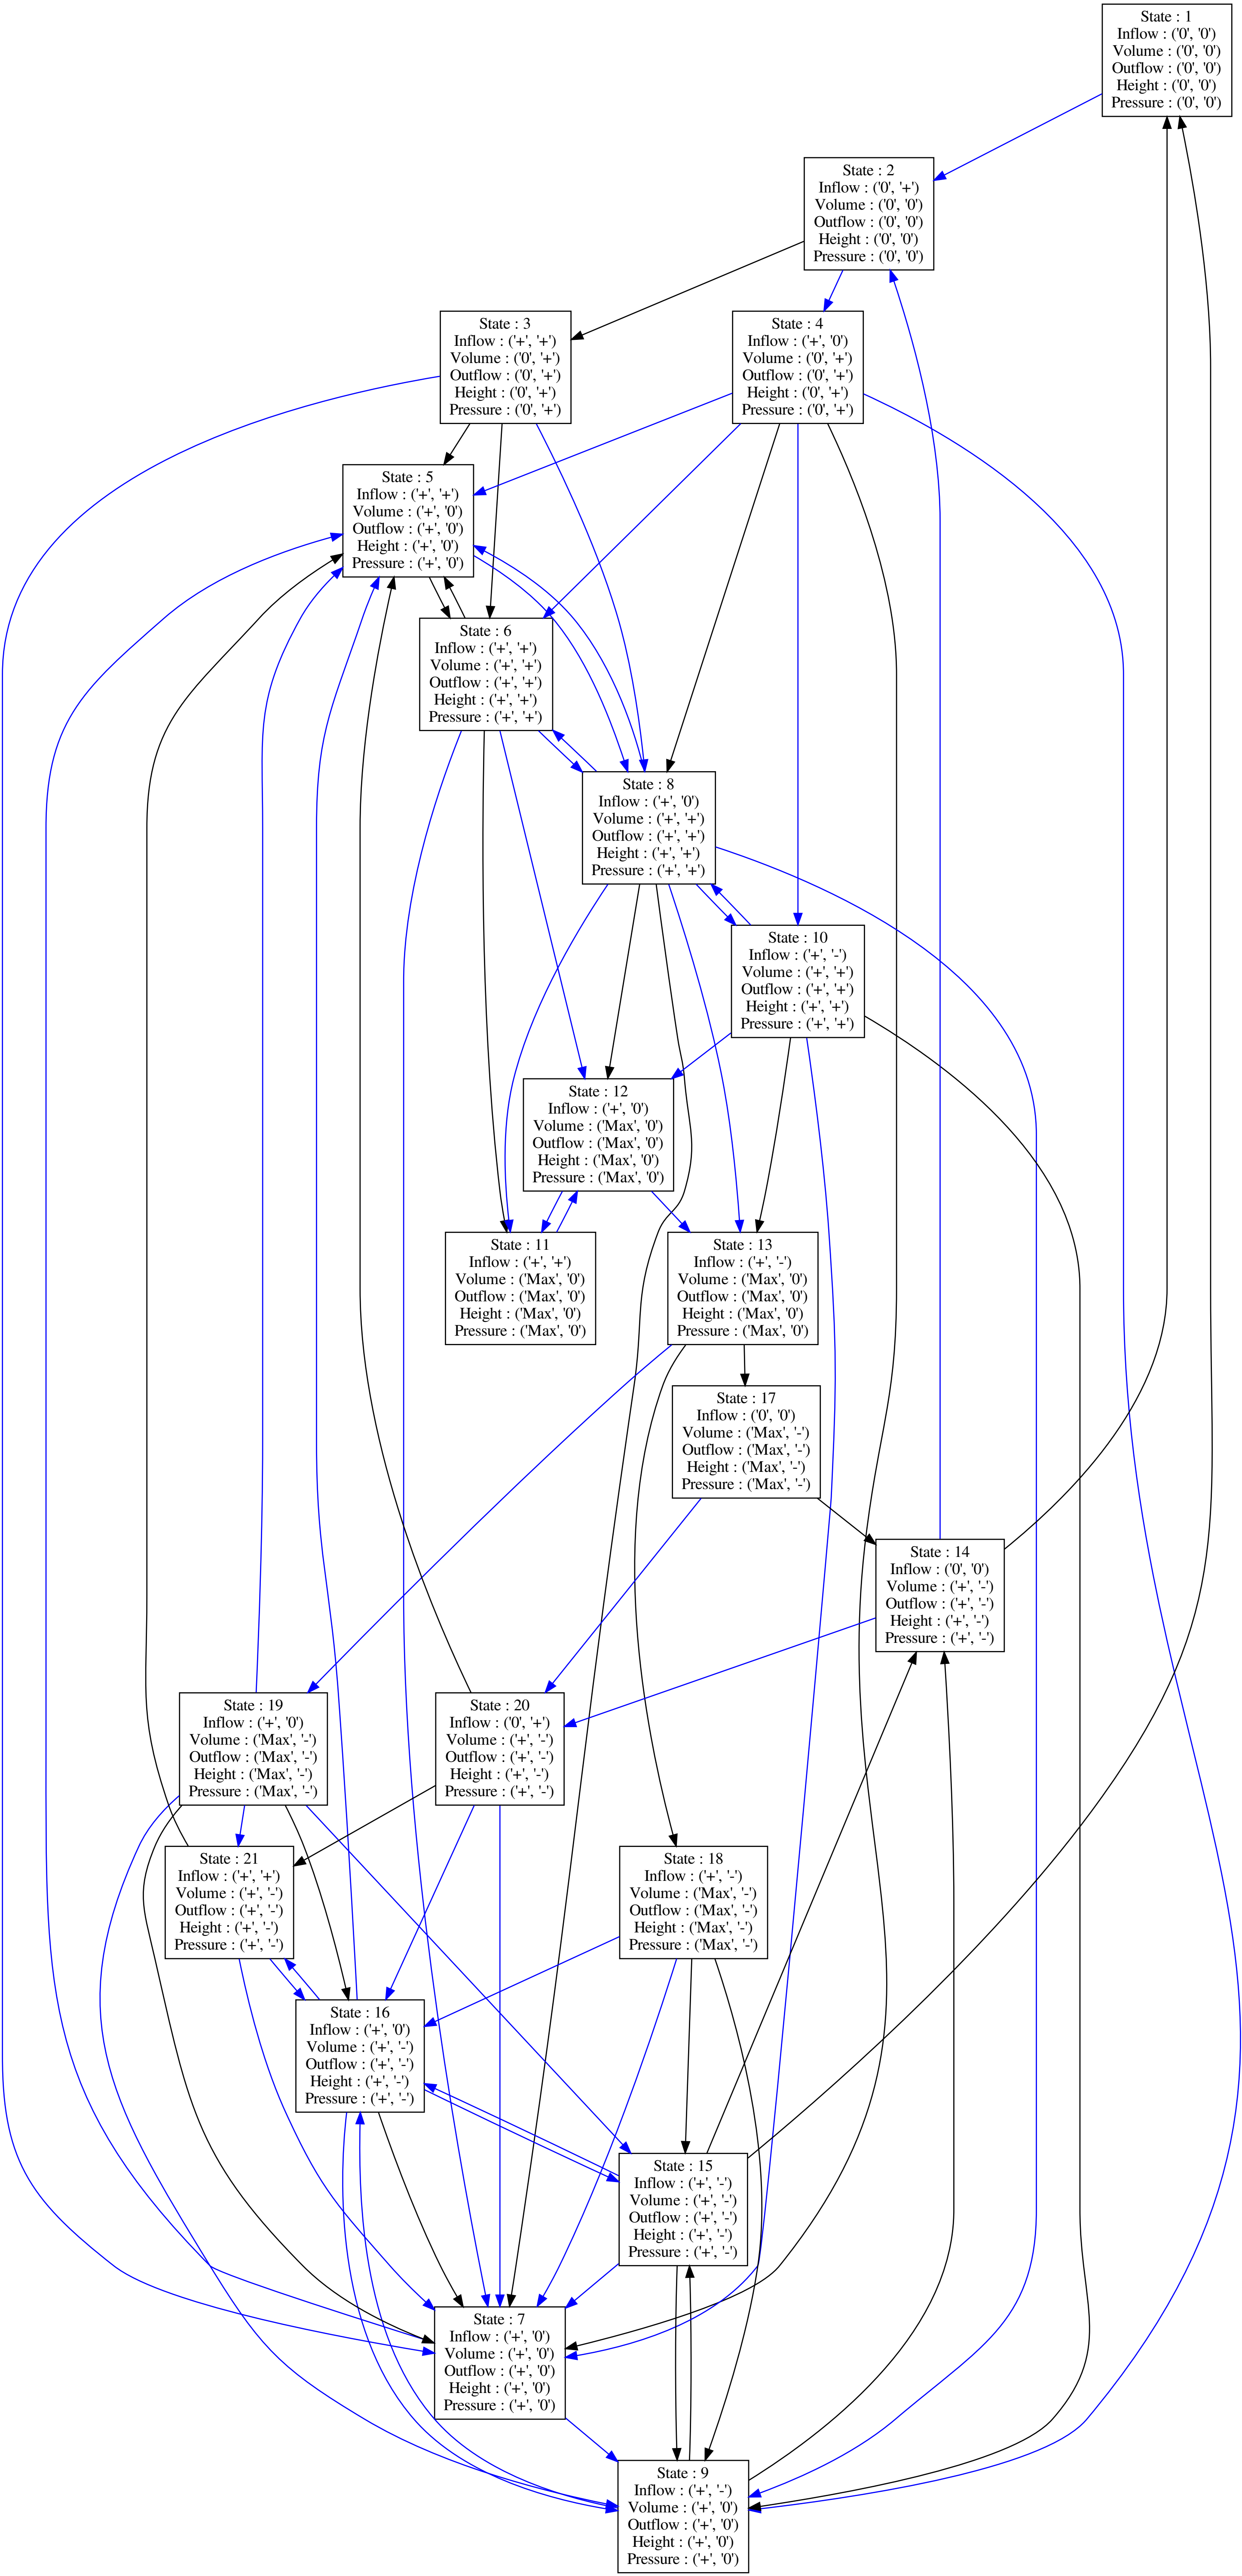 State : 1
Inflow : ('0', '0')
Volume : ('0', '0')
Outflow : ('0', '0')
Height : ('0', '0')
Pressure : ('0', '0')
State : 2
Inflow : ('0', '+')
Volume : ('0', '0')
Outflow : ('0', '0')
Height : ('0', '0')
Pressure : ('0', '0')
State : 3
Inflow : ('+', '+')
Volume : ('0', '+')
Outflow : ('0', '+')
Height : ('0', '+')
Pressure : ('0', '+')
State : 4
Inflow : ('+', '0')
Volume : ('0', '+')
Outflow : ('0', '+')
Height : ('0', '+')
Pressure : ('0', '+')
State : 5
Inflow : ('+', '+')
Volume : ('+', '0')
Outflow : ('+', '0')
Height : ('+', '0')
Pressure : ('+', '0')
State : 6
Inflow : ('+', '+')
Volume : ('+', '+')
Outflow : ('+', '+')
Height : ('+', '+')
Pressure : ('+', '+')
State : 8
Inflow : ('+', '0')
Volume : ('+', '+')
Outflow : ('+', '+')
Height : ('+', '+')
Pressure : ('+', '+')
State : 10
Inflow : ('+', '-')
Volume : ('+', '+')
Outflow : ('+', '+')
Height : ('+', '+')
Pressure : ('+', '+')
State : 12
Inflow : ('+', '0')
Volume : ('Max', '0')
Outflow : ('Max', '0')
Height : ('Max', '0')
Pressure : ('Max', '0')
State : 11
Inflow : ('+', '+')
Volume : ('Max', '0')
Outflow : ('Max', '0')
Height : ('Max', '0')
Pressure : ('Max', '0')
State : 13
Inflow : ('+', '-')
Volume : ('Max', '0')
Outflow : ('Max', '0')
Height : ('Max', '0')
Pressure : ('Max', '0')
State : 17
Inflow : ('0', '0')
Volume : ('Max', '-')
Outflow : ('Max', '-')
Height : ('Max', '-')
Pressure : ('Max', '-')
State : 14
Inflow : ('0', '0')
Volume : ('+', '-')
Outflow : ('+', '-')
Height : ('+', '-')
Pressure : ('+', '-')
State : 19
Inflow : ('+', '0')
Volume : ('Max', '-')
Outflow : ('Max', '-')
Height : ('Max', '-')
Pressure : ('Max', '-')
State : 20
Inflow : ('0', '+')
Volume : ('+', '-')
Outflow : ('+', '-')
Height : ('+', '-')
Pressure : ('+', '-')
State : 21
Inflow : ('+', '+')
Volume : ('+', '-')
Outflow : ('+', '-')
Height : ('+', '-')
Pressure : ('+', '-')
State : 18
Inflow : ('+', '-')
Volume : ('Max', '-')
Outflow : ('Max', '-')
Height : ('Max', '-')
Pressure : ('Max', '-')
State : 16
Inflow : ('+', '0')
Volume : ('+', '-')
Outflow : ('+', '-')
Height : ('+', '-')
Pressure : ('+', '-')
State : 15
Inflow : ('+', '-')
Volume : ('+', '-')
Outflow : ('+', '-')
Height : ('+', '-')
Pressure : ('+', '-')
State : 7
Inflow : ('+', '0')
Volume : ('+', '0')
Outflow : ('+', '0')
Height : ('+', '0')
Pressure : ('+', '0')
State : 9
Inflow : ('+', '-')
Volume : ('+', '0')
Outflow : ('+', '0')
Height : ('+', '0')
Pressure : ('+', '0')